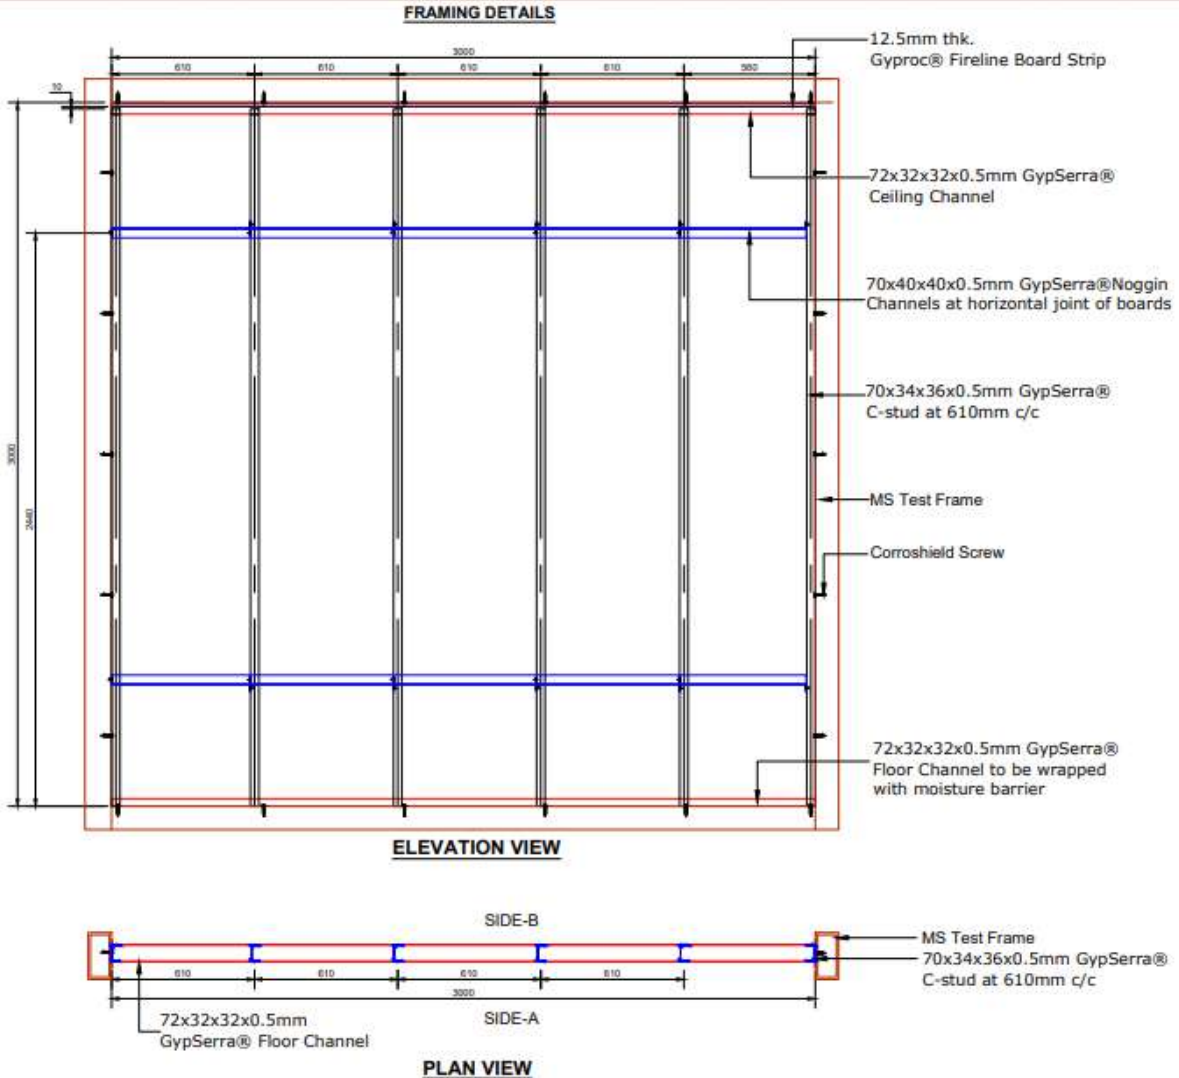 FRAMING DETAILS
12.5mm thk.
Gyproc® Fireline Board Strip
3000
610 610 610 610 560
10
72x32x32x0.5mm GypSerra®
Ceiling Channel
70x40x40x0.5mm GypSerra®Noggin
Channels at horizontal joint of boards
70x34x36x0.5mm GypSerra®
C-stud at 610mm c/c
3000
2440
MS Test Frame
Corroshield Screw
72x32x32x0.5mm GypSerra®
Floor Channel to be wrapped
with moisture barrier
ELEVATION VIEW
SIDE-B
MS Test Frame
70x34x36x0.5mm GypSerra®
C-stud at 610mm c/c
610 610 610 610
3000
SIDE-A
72x32x32x0.5mm
GypSerra® Floor Channel
PLAN VIEW